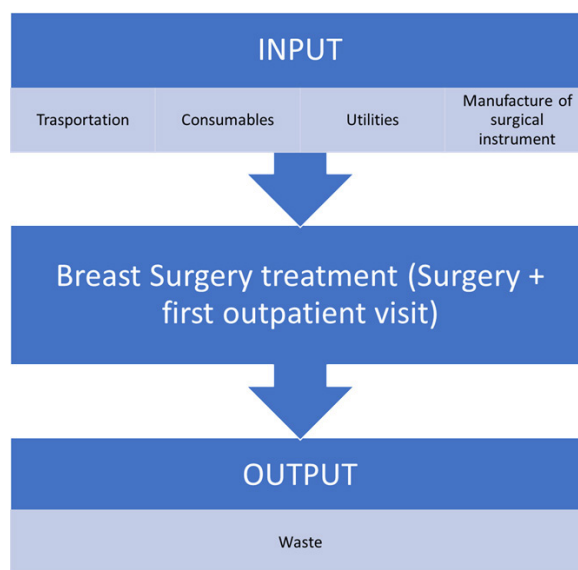 INPUT
Trasportation
Consumables
Utilities
Manufacture of
surgical
instrument
Breast Surgery treatment (Surgery +
first outpatient visit)
OUTPUT
Waste